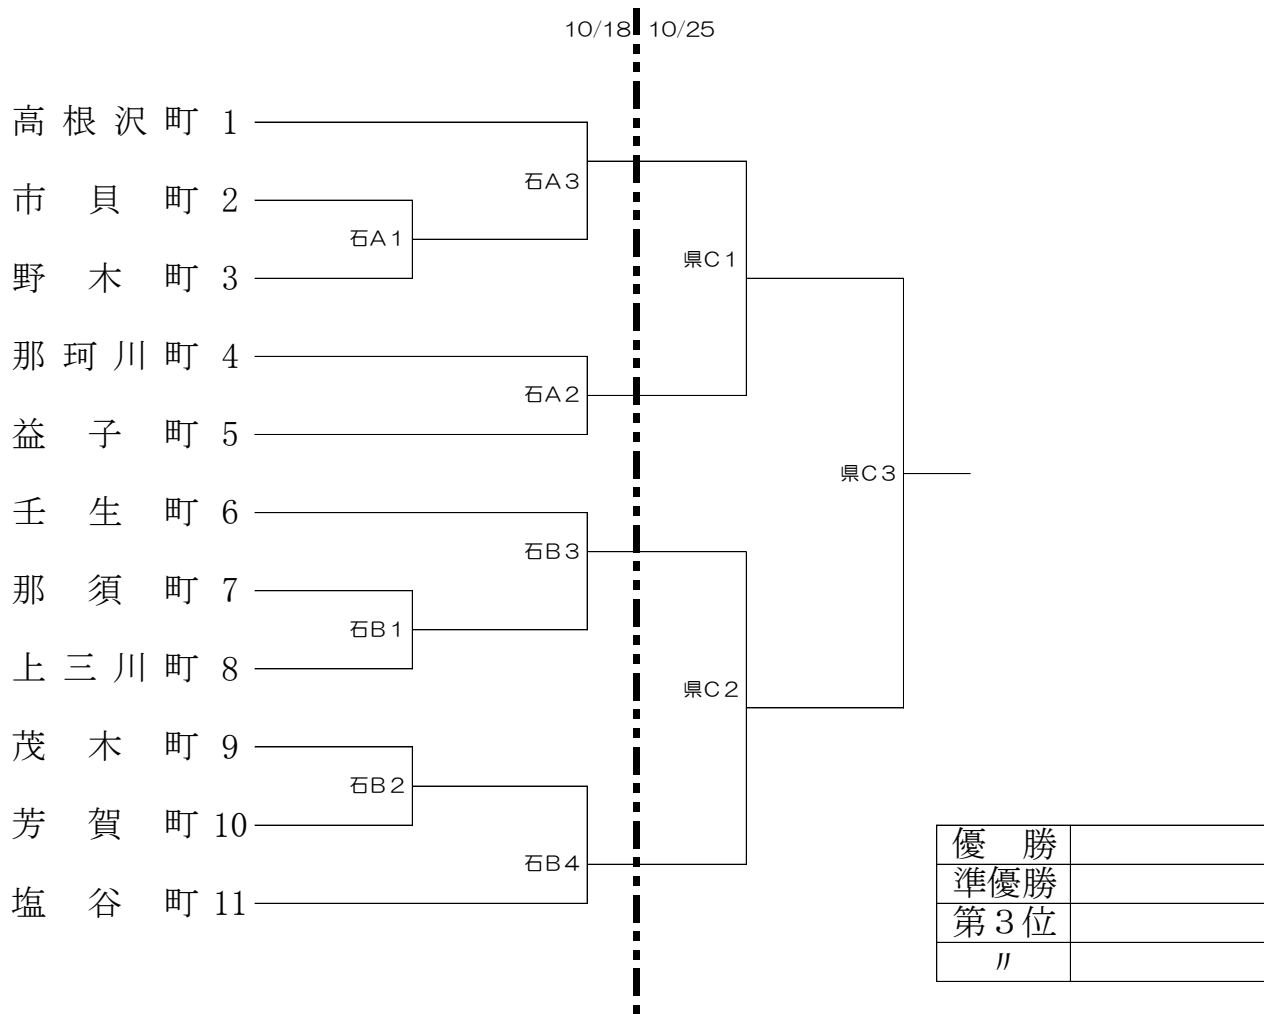 10/18 10/25
高根沢町 1
石A3
市貝町 2
石A1
県C1
野木町 3
那珂川町 4
石A2
益子町 5
県C3
壬生町 6
石B3
那須町 7
石B1
上三川町 8
県C2
茂木町 9
石B2
芳賀町 10
石B4
塩谷町 11
優勝
準優勝
第3位
〃